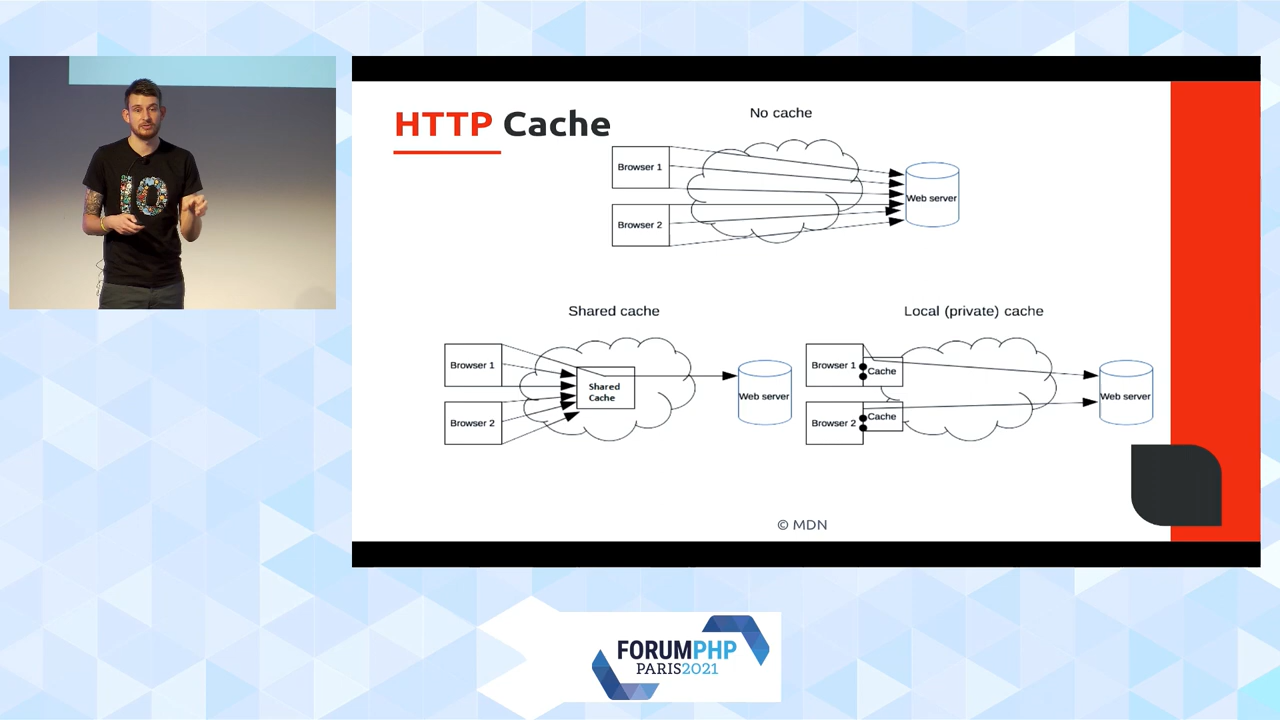 IO
HTTP Cache
No cache
Browser 1
Browser 2
Web server
Shared cache
Browser 1
Browser 2
Shared
Cache
Web server
Local (private) cache
Browser 1
Cache
Browser 2
Cache
Web server
© MDN
FORUMPHP
PARIS2021